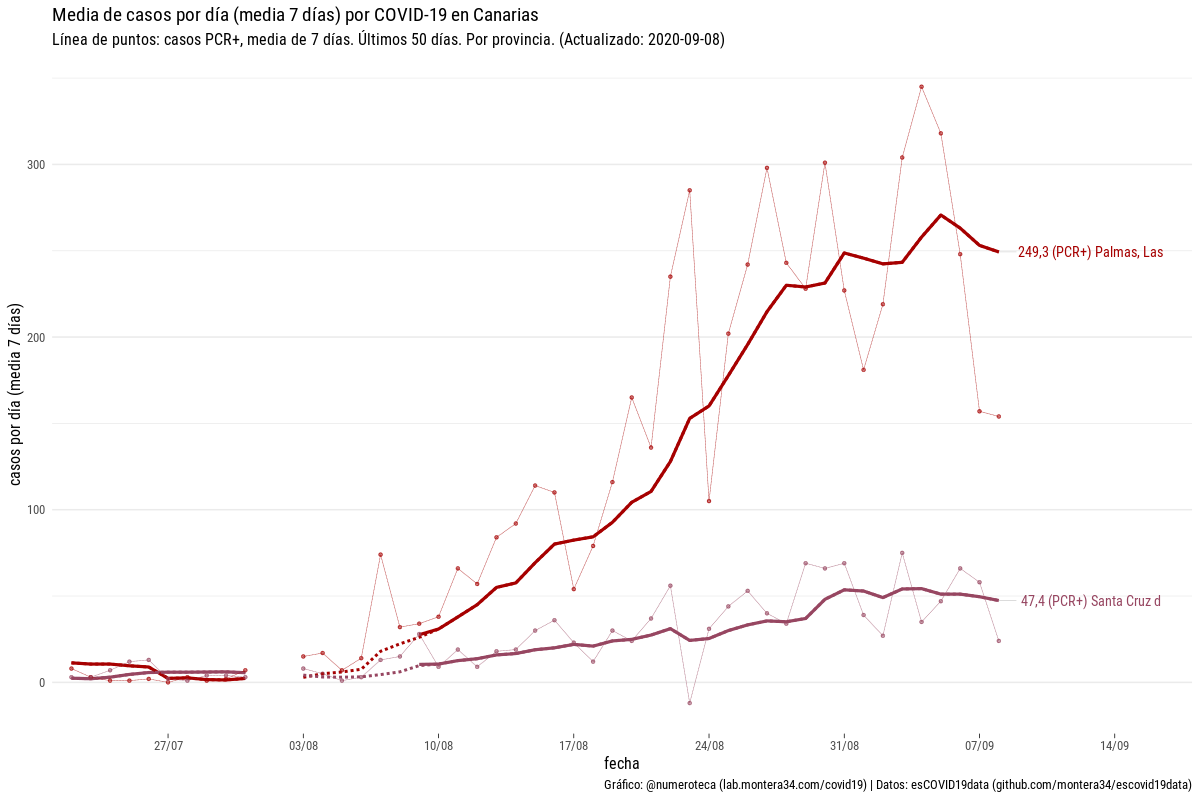 Media de casos por día (media 7 días) por COVID-19 en Canarias
Línea de puntos: casos PCR+, media de 7 días. Últimos 50 días. Por provincia. (Actualizado: 2020-09-08)
casos por día (media 7 días)
300
200
100
0
249,3 (PCR+) Palmas, Las
47,4 (PCR+) Santa Cruz d
27/07
03/08
10/08
17/08
24/08
31/08
07/09
14/09
fecha
Gráfico: @numeroteca (lab.montera34.com/covid19) | Datos: esCOVID19data (github.com/montera34/escovid19data)